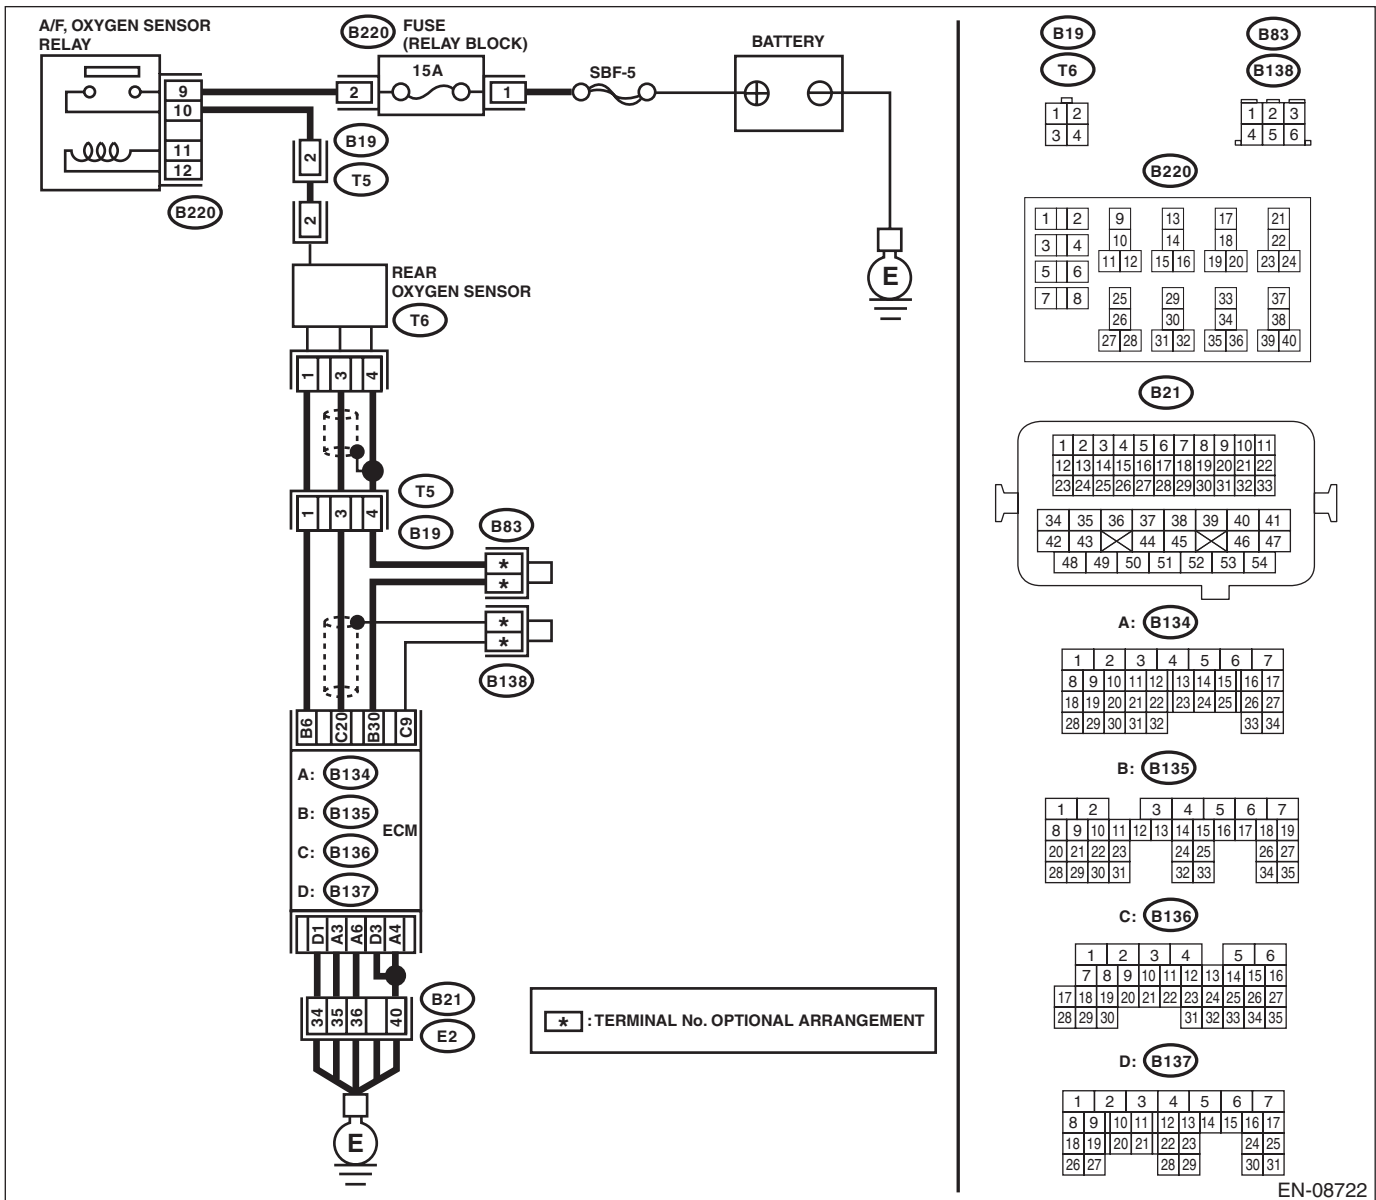 A/F, OXYGEN SENSOR
RELAY
9
10
11
12
B220
B220
FUSE
(RELAY BLOCK)
15A
2
1
SBF-5
BATTERY
E
2
B19
T5
2
REAR
OXYGEN SENSOR
T6
1 3 4
T5
B19
1 3 4
B83
*
*
*
*
B138
B6 C20 B30 C9
A: B134
B: B135
ECM
C: B136
D: B137
D1 A3 A6 D3 A4
B21
E2
34 35 36 40
E
* : TERMINAL No. OPTIONAL ARRANGEMENT
B19
T6
1 2
3 4
B83
B138
1 2 3
4 5 6
B220
1 2 9 13 17 21
3 4 10 14 18 22
5 6 11 12 15 16 19 20 23 24
7 8 25 29 33 37
26 30 34 38
27 28 31 32 35 36 39 40
B21
1 2 3 4 5 6 7 8 9 10 11
12 13 14 15 16 17 18 19 20 21 22
23 24 25 26 27 28 29 30 31 32 33
34 35 36 37 38 39 40 41
42 43 44 45 46 47
48 49 50 51 52 53 54
A: B134
1 2 3 4 5 6 7
8 9 10 11 12 13 14 15 16 17
18 19 20 21 22 23 24 25 26 27
28 29 30 31 32 33 34
B: B135
1 2 3 4 5 6 7
8 9 10 11 12 13 14 15 16 17 18 19
20 21 22 23 24 25 26 27
28 29 30 31 32 33 34 35
C: B136
1 2 3 4 5 6
7 8 9 10 11 12 13 14 15 16
17 18 19 20 21 22 23 24 25 26 27
28 29 30 31 32 33 34 35
D: B137
1 2 3 4 5 6 7
8 9 10 11 12 13 14 15 16 17
18 19 20 21 22 23 24 25
26 27 28 29 30 31
EN-08722